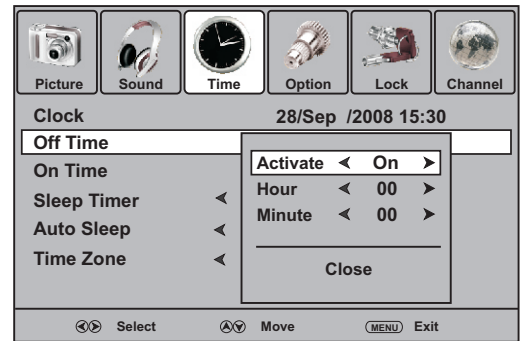 Picture Sound Time Option Lock Channel
Clock 28/Sep /2008 15:30
Off Time
On Time
Sleep Timer
Auto Sleep
Time Zone
Activate On
Hour 00
Minute 00
Close
Select Move MENU Exit